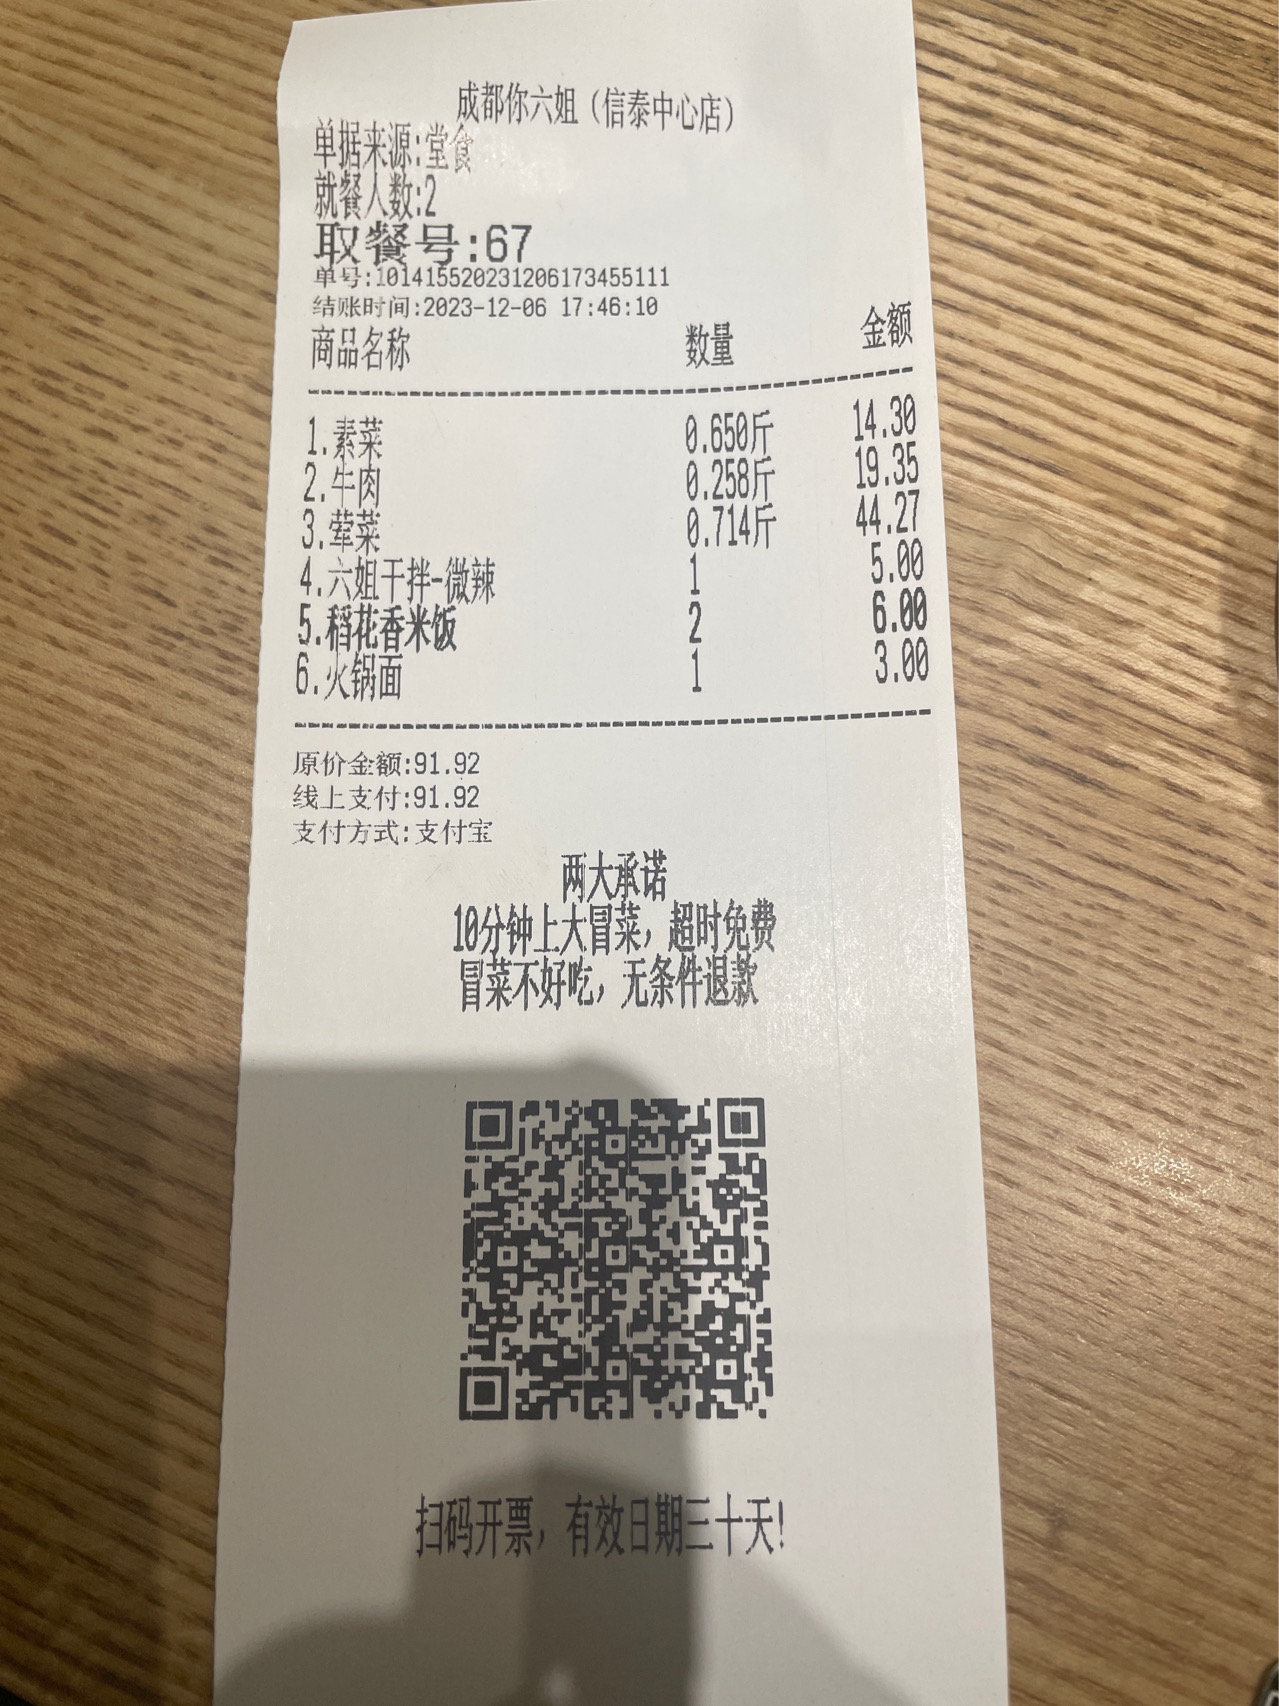 成都你六姐（信泰中心店）
单据来源:堂食
就餐人数:2
取餐号:67
单号:101415520231206173455111
结账时间:2023-12-06 17:46:10
商品名称 数量 金额
1.素菜 0.650斤 14.30
2.牛肉 0.258斤 19.35
3.荤菜 0.714斤 44.27
4.六姐干拌-微辣 1 5.00
5.稻花香米饭 2 6.00
6.火锅面 1 3.00
原价金额:91.92
线上支付:91.92
支付方式:支付宝
两大承诺
10分钟上大冒菜，超时免费
冒菜不好吃，无条件退款
扫码开票，有效日期三十天!